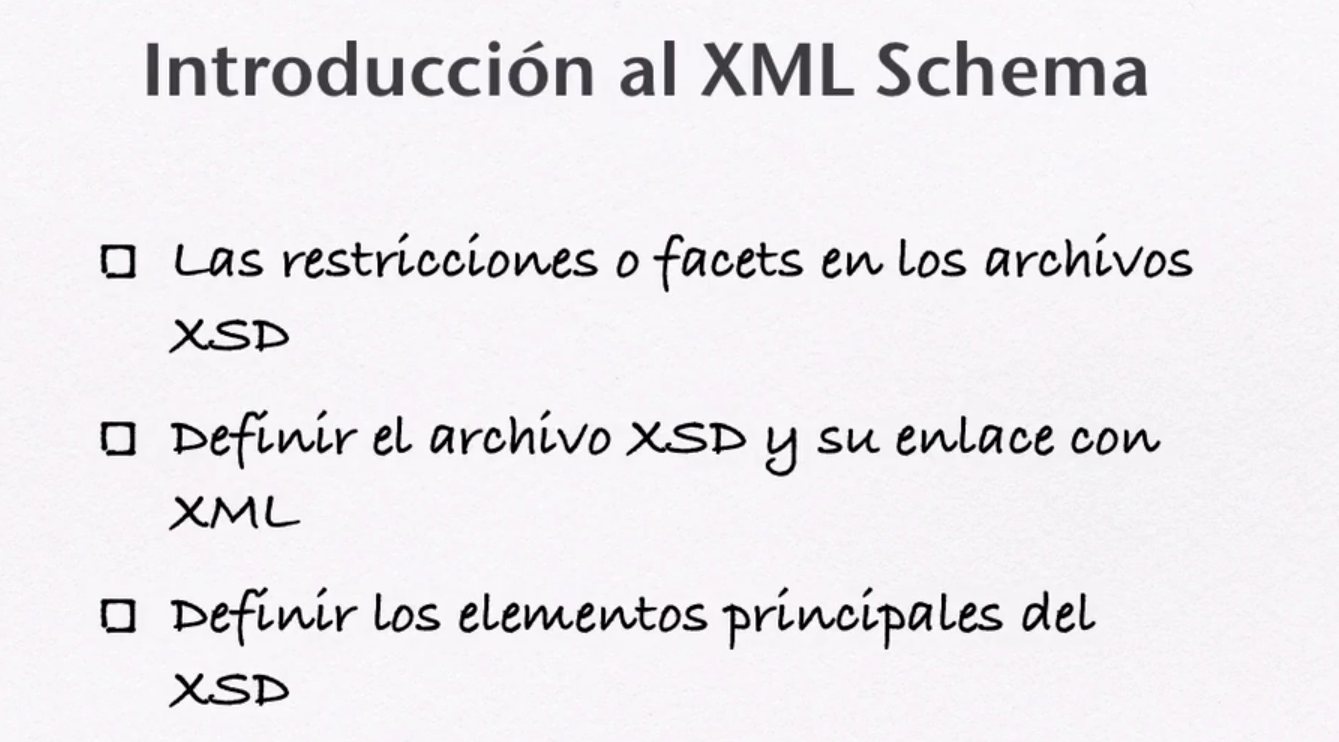 Introducción al XML Schema
Las restricciones o facets en los archivos
XSD
Definir el archivo XSD y su enlace con
XML
Definir los elementos principales del
XSD